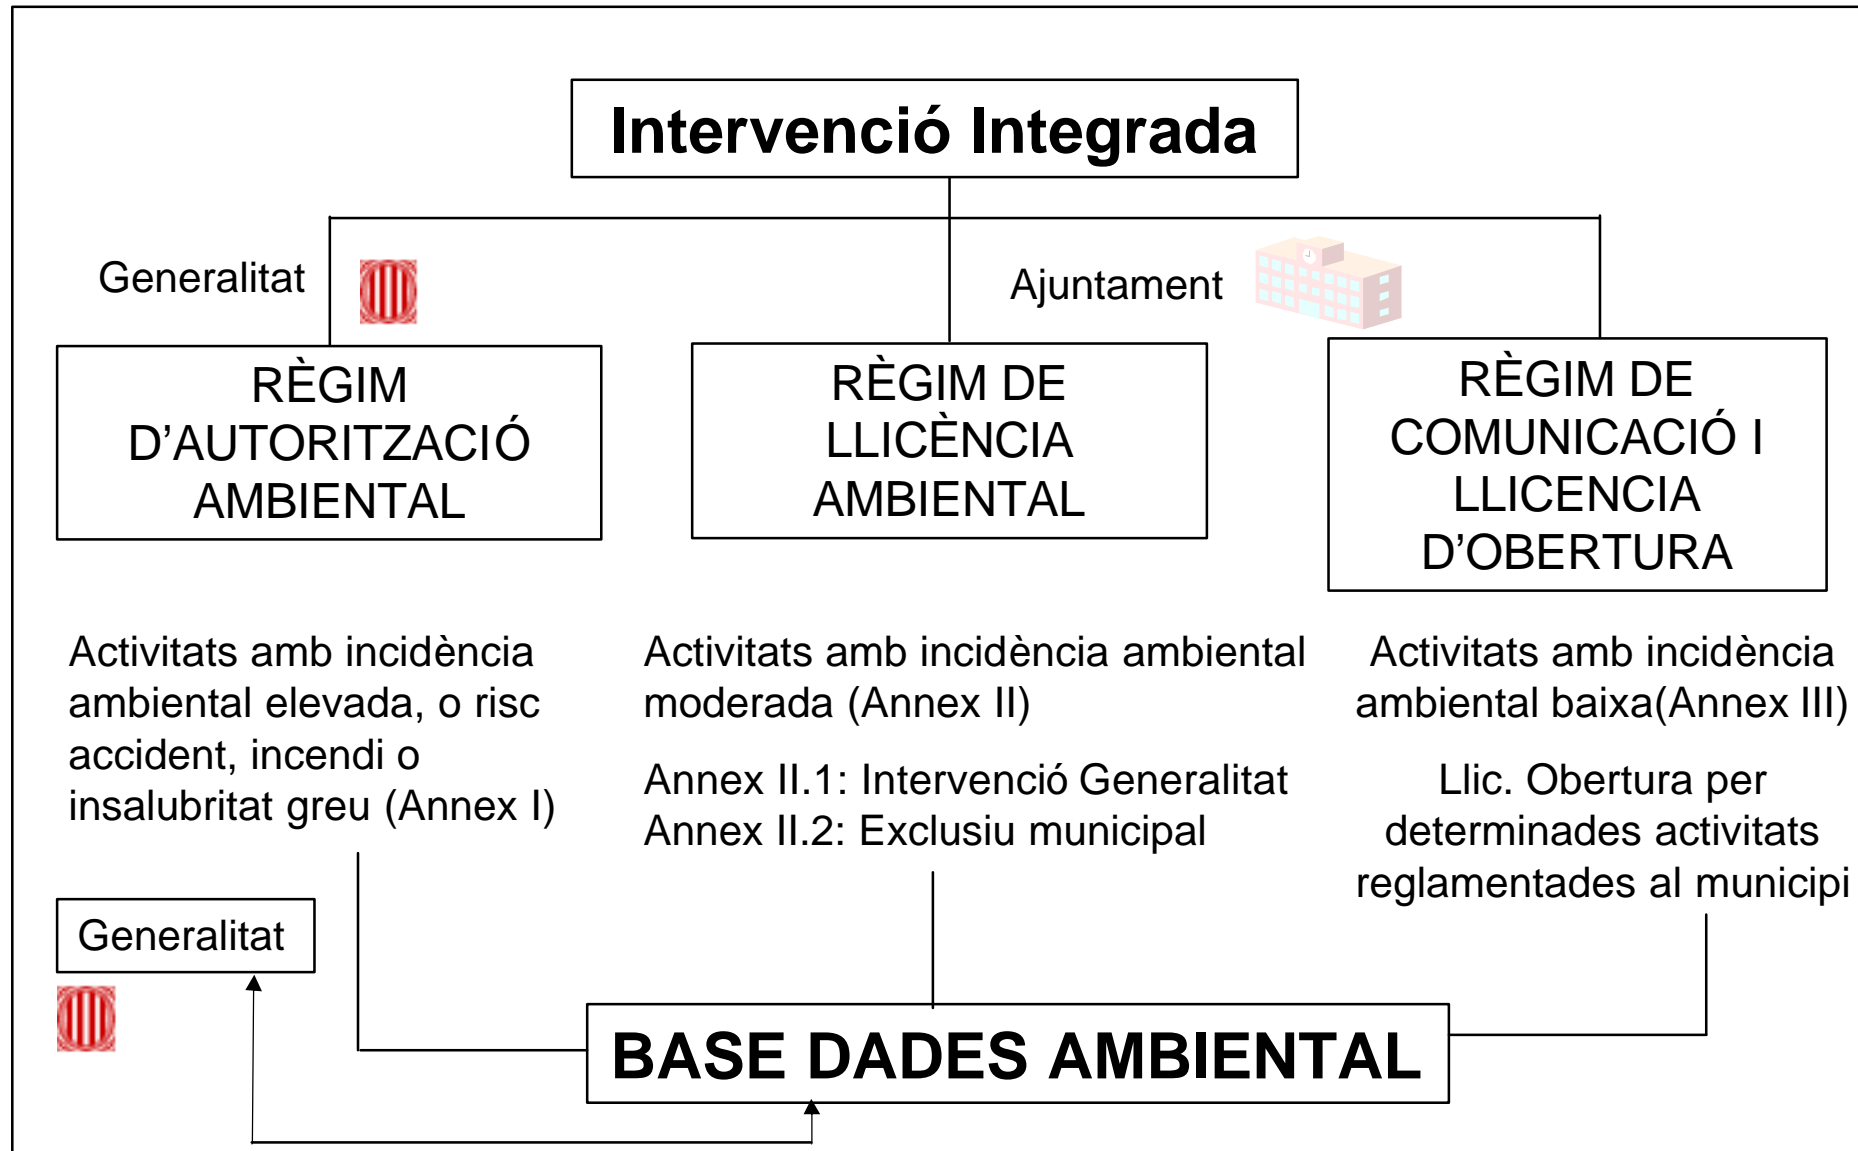 Intervenció Integrada
Generalitat
Ajuntament
RÈGIM
D’AUTORITZACIÓ
AMBIENTAL
RÈGIM DE
LLICÈNCIA
AMBIENTAL
RÈGIM DE
COMUNICACIÓ I
LLICENCIA
D’OBERTURA
Activitats amb incidència
ambiental elevada, o risc
accident, incendi o
insalubritat greu (Annex I)
Activitats amb incidència ambiental
moderada (Annex II)
Annex II.1: Intervenció Generalitat
Annex II.2: Exclusiu municipal
Activitats amb incidència
ambiental baixa(Annex III)
Llic. Obertura per
determinades activitats
reglamentades al municipi
Generalitat
BASE DADES AMBIENTAL